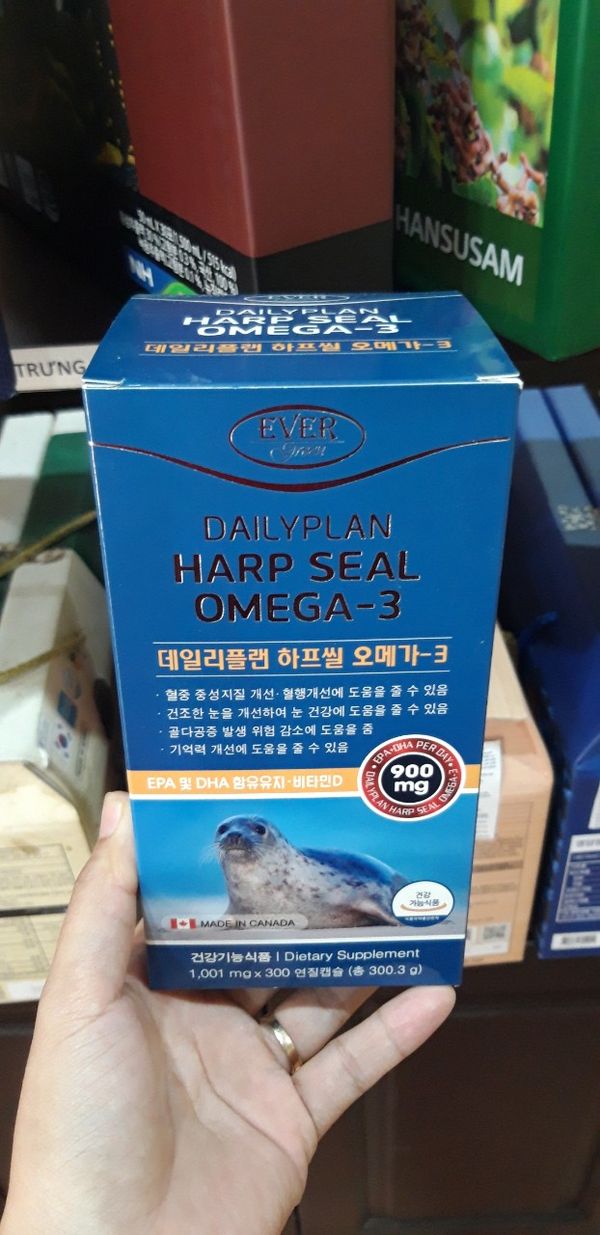 HANSUSAM
NH
TRƯNG
EVER
DAILYPLAN
HARP SEAL
OMEGA-3
데일리플랜 하프씰 오메가-3
EVER
Green
DAILYPLAN
HARP SEAL
OMEGA-3
데일리플랜 하프씰 오메가-3
· 혈중 중성지질 개선·혈행개선에 도움을 줄 수 있음
· 건조한 눈을 개선하여 눈 건강에 도움을 줄 수 있음
· 골다공증 발생 위험 감소에 도움을 줌
· 기억력 개선에 도움을 줄 수 있음
EPA 및 DHA 함유유지·비타민D
EPA+DHA PER DAY
900
mg
DAILYPLAN HARP SEAL OMEGA-3
건강
기능식품
MADE IN CANADA
건강기능식품 | Dietary Supplement
1,001 mg x 300 연질캡슐 (총 300.3 g)